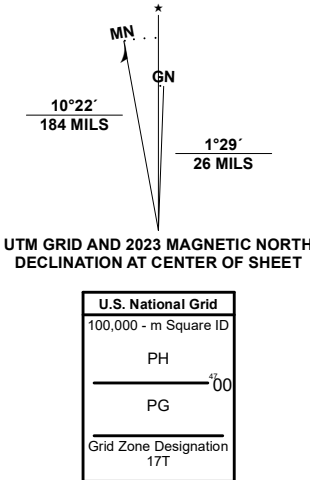 ★
MN
GN
10°22´
184 MILS
1°29´
26 MILS
UTM GRID AND 2023 MAGNETIC NORTH
DECLINATION AT CENTER OF SHEET
U.S. National Grid
100,000 - m Square ID
PH
4700
PG
Grid Zone Designation
17T